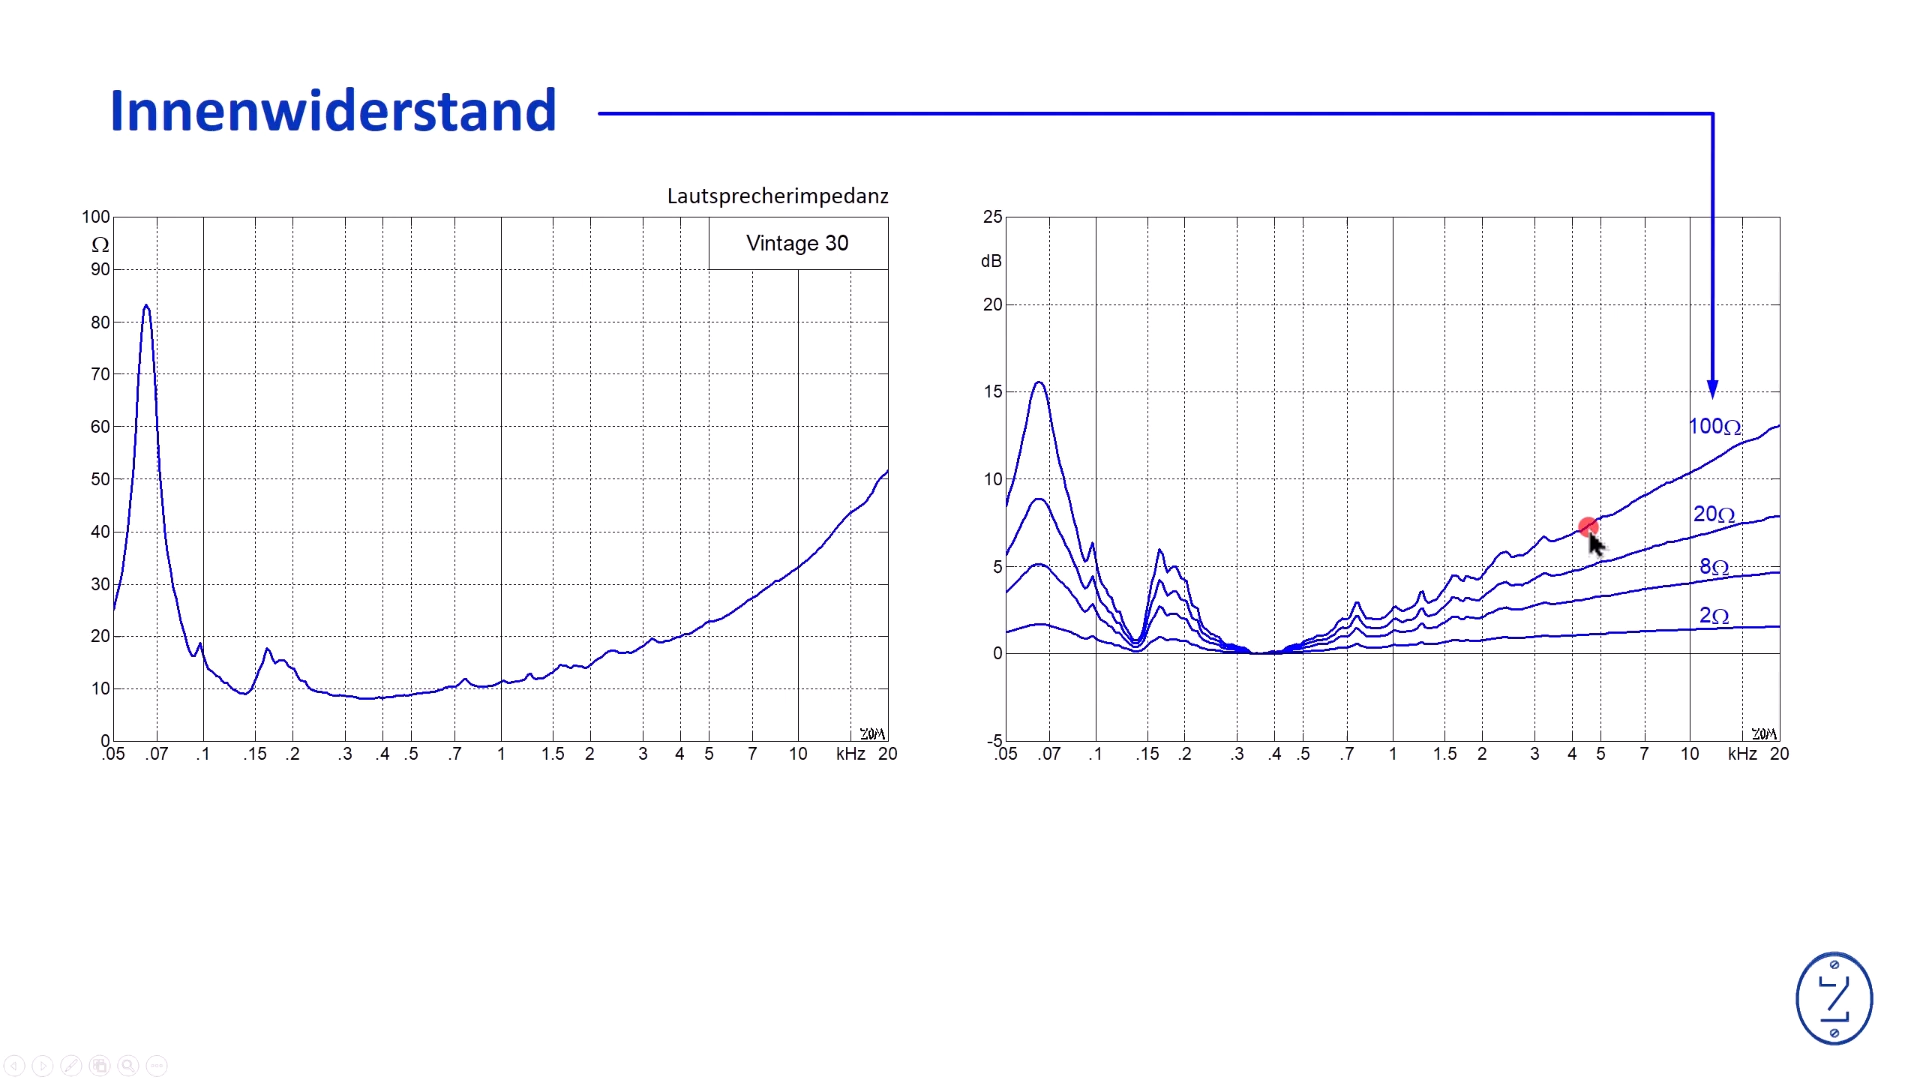 Innenwiderstand
Lautsprecherimpedanz
Vintage 30
100
Ω
90
80
70
60
50
40
30
20
10
0
.05 .07 .1 .15 .2 .3 .4 .5 .7 1 1.5 2 3 4 5 7 10 kHz 20
ZOM
25
dB
20
15
10
5
0
-5
100Ω
20Ω
8Ω
2Ω
ZOM
.05 .07 .1 .15 .2 .3 .4 .5 .7 1 1.5 2 3 4 5 7 10 kHz 20